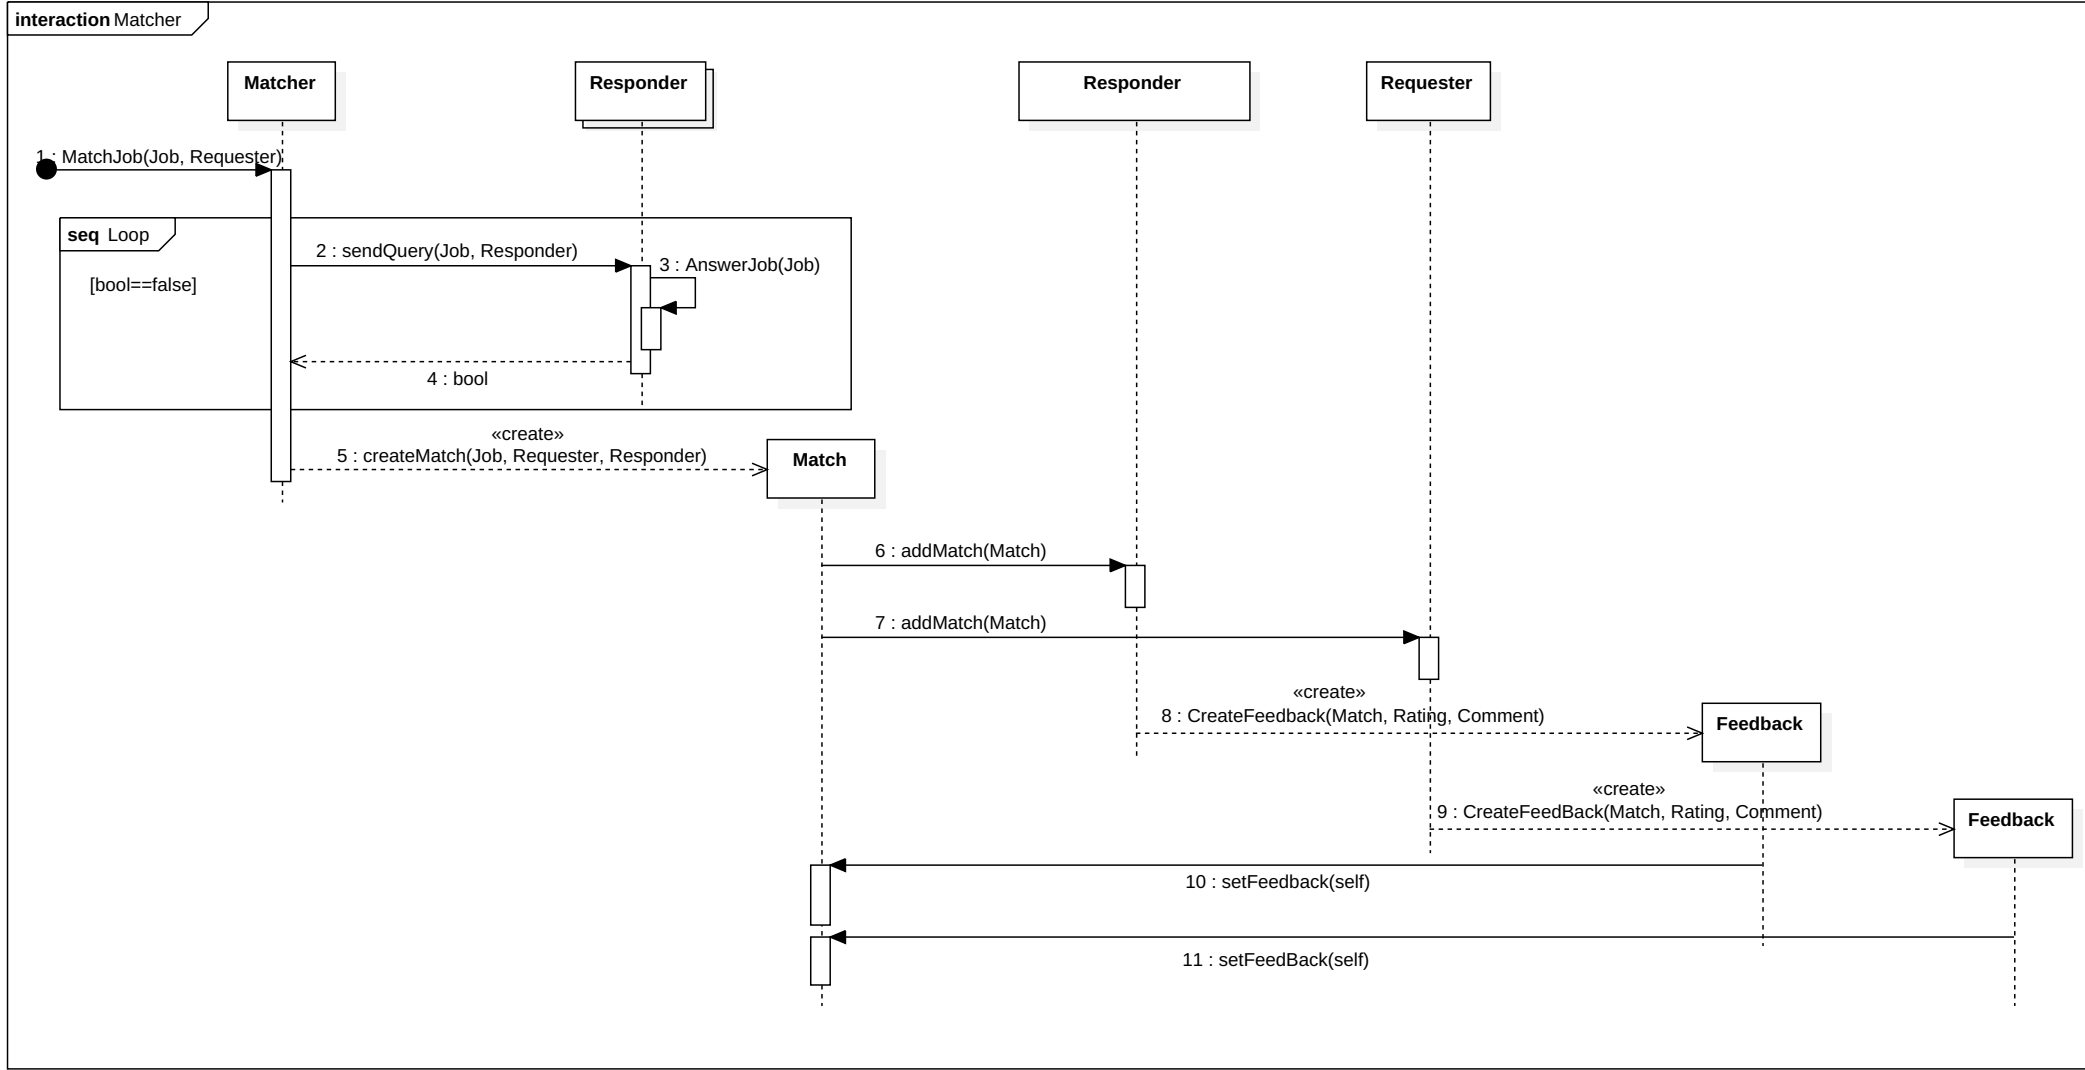 interaction Matcher
Matcher
Responder
Responder
Requester
1 : MatchJob(Job, Requester)
seq Loop
2 : sendQuery(Job, Responder)
3 : AnswerJob(Job)
[bool==false]
4 : bool
«create»
5 : createMatch(Job, Requester, Responder)
Match
6 : addMatch(Match)
7 : addMatch(Match)
«create»
8 : CreateFeedback(Match, Rating, Comment)
Feedback
«create»
9 : CreateFeedBack(Match, Rating, Comment)
Feedback
10 : setFeedback(self)
11 : setFeedBack(self)